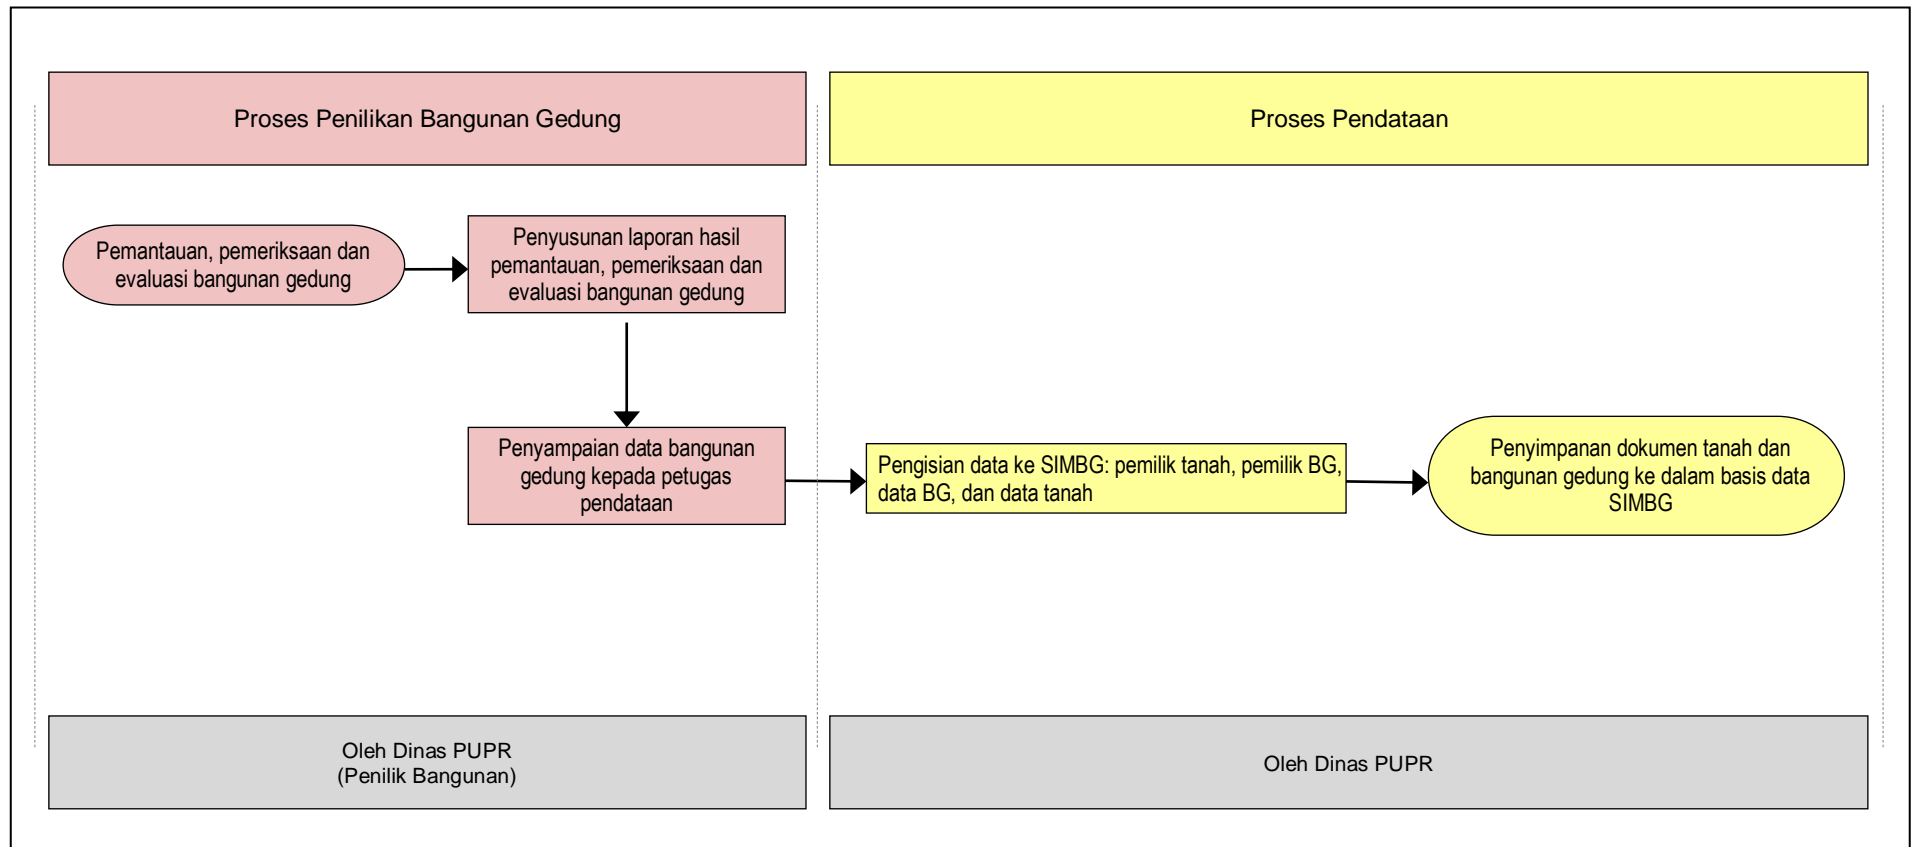 Proses Penilikan Bangunan Gedung
Proses Pendataan
Pemantauan, pemeriksaan dan
evaluasi bangunan gedung
Penyusunan laporan hasil
pemantauan, pemeriksaan dan
evaluasi bangunan gedung
Penyampaian data bangunan
gedung kepada petugas
pendataan
Pengisian data ke SIMBG: pemilik tanah, pemilik BG,
data BG, dan data tanah
Penyimpanan dokumen tanah dan
bangunan gedung ke dalam basis data
SIMBG
Oleh Dinas PUPR
(Penilik Bangunan)
Oleh Dinas PUPR